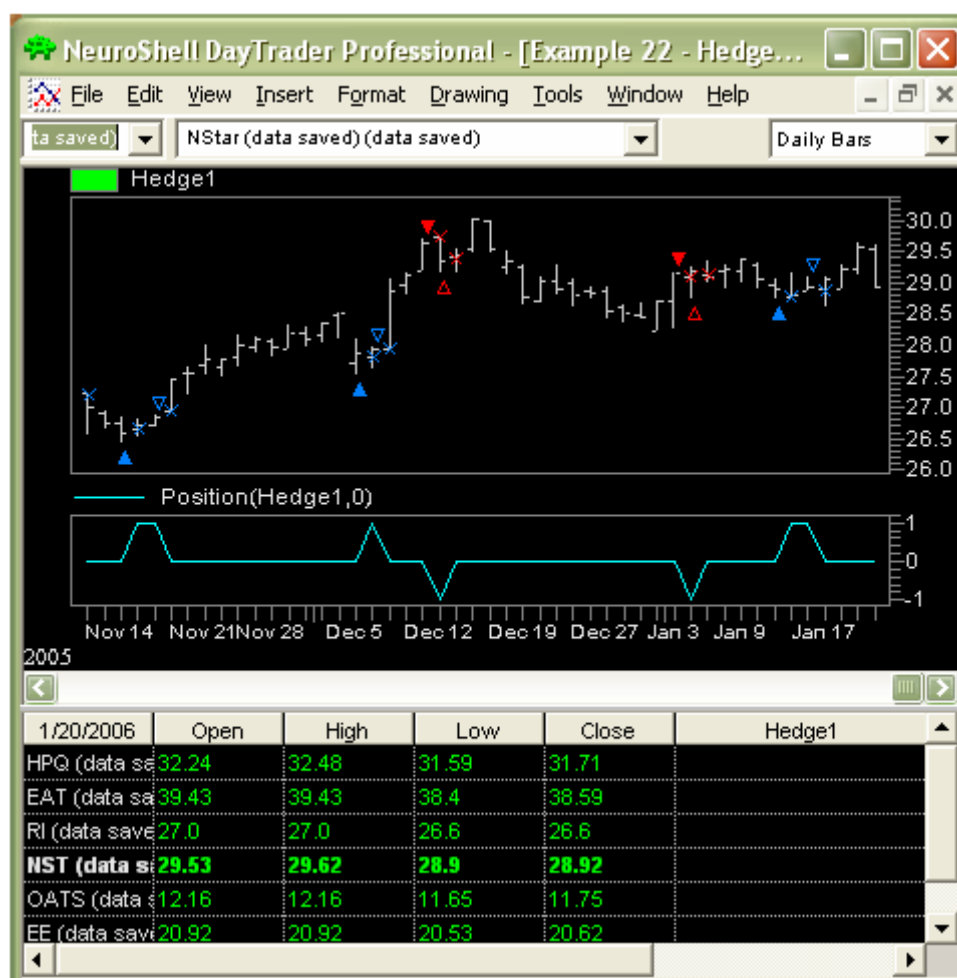 NeuroShell DayTrader Professional - [Example 22 - Hedge...
File Edit View Insert Format Drawing Tools Window Help
ta saved) NStar (data saved) (data saved) Daily Bars
Hedge1
30.0
29.5
29.0
28.5
28.0
27.5
27.0
26.5
26.0
Position(Hedge1,0)
1
0
-1
Nov 14 Nov 21 Nov 28 Dec 5 Dec 12 Dec 19 Dec 27 Jan 3 Jan 9 Jan 17
2005
1/20/2006 Open High Low Close Hedge1
HPQ (data sa 32.24 32.48 31.59 31.71
EAT (data sa 39.43 39.43 38.4 38.59
RI (data save 27.0 27.0 26.6 26.6
NST (data s 29.53 29.62 28.9 28.92
OATS (data s 12.16 12.16 11.65 11.75
EE (data sav 20.92 20.92 20.53 20.62